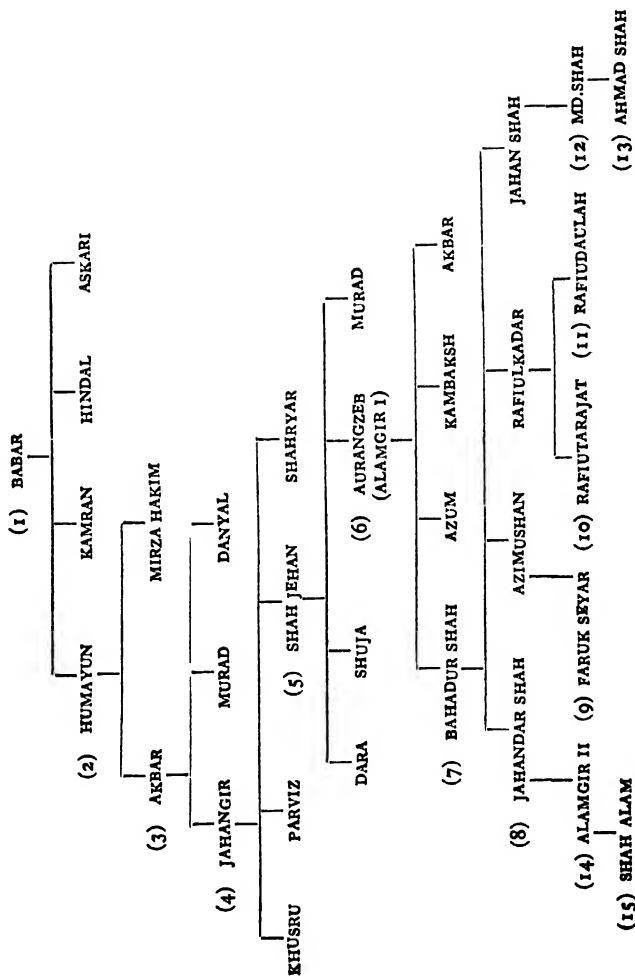 (1) BABAR
(2) HUMAYUN KAMRAN HINDAL ASKARI
(3) AKBAR MIRZA HAKIM
(4) JAHANGIR MURAD DANYAL
KHUSRU PARVIZ (5) SHAH JEHAN SHAHRYAR
DARA SHUJA (6) AURANGZEB MURAD
(ALAMGIR I)
(7) BAHADUR SHAH AZUM KAMBAKSH AKBAR
(8) JAHANDAR SHAH AZIMUSHAN RAFIULKADAR JAHAN SHAH
(14) ALAMGIR II (9) FARUK SEYAR (10) RAFIUTARAJAT (11) RAFIUDAULAH (12) MD.SHAH
(15) SHAH ALAM (13) AHMAD SHAH